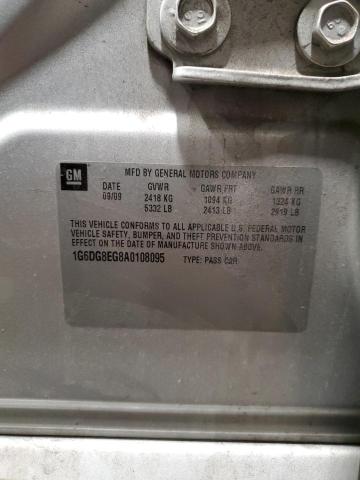 GM
MFD BY GENERAL MOTORS COMPANY
DATE GVWR GAWR FRT GAWR RR
09/09 2418 KG 1094 KG 1324 KG
5332 LB 2413 LB 2919 LB
THIS VEHICLE CONFORMS TO ALL APPLICABLE U.S. FEDERAL MOTOR
VEHICLE SAFETY, BUMPER, AND THEFT PREVENTION STANDARDS IN
EFFECT ON THE DATE OF MANUFACTURE SHOWN ABOVE.
1G6DG8EG8A0108095 TYPE: PASS CAR